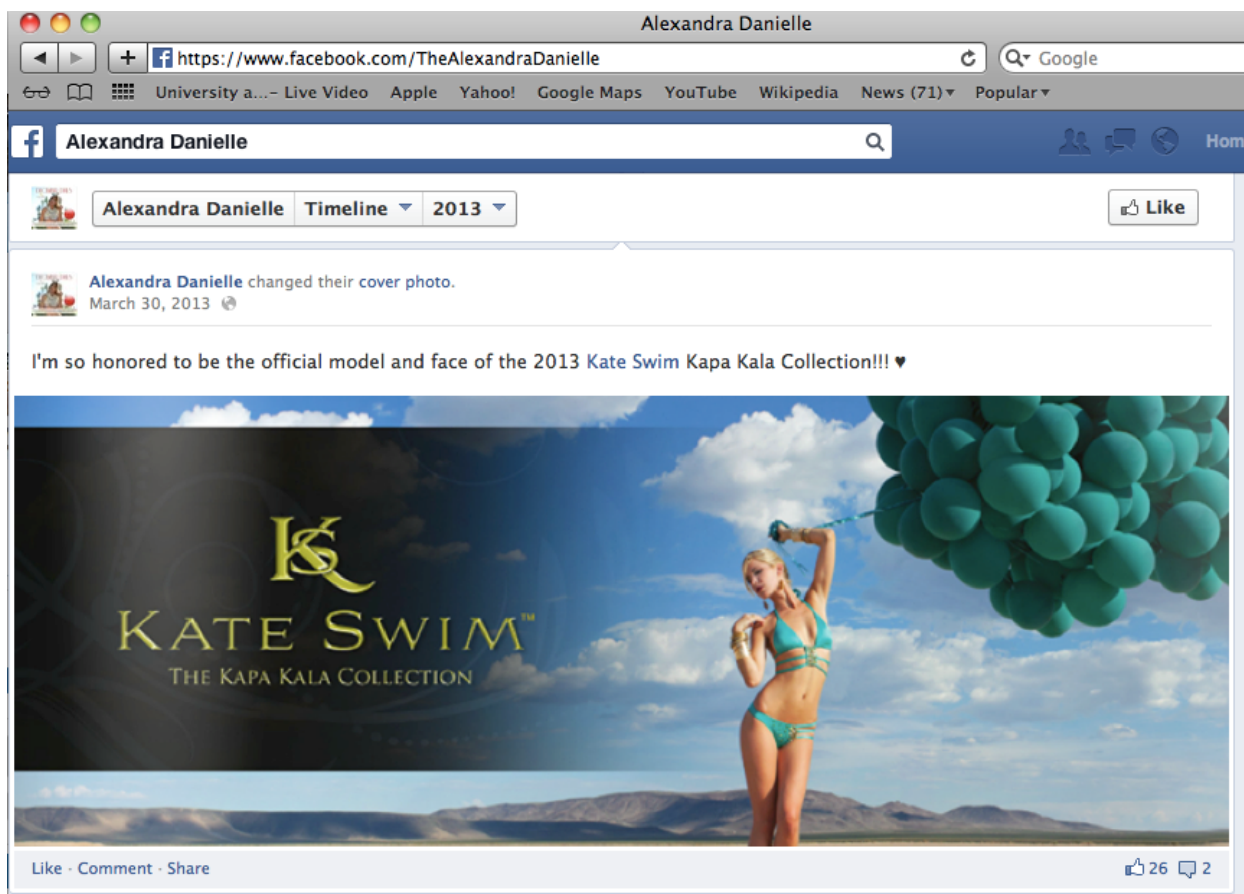 Alexandra Danielle
https://www.facebook.com/TheAlexandraDanielle
Google
University a...– Live Video Apple Yahoo! Google Maps YouTube Wikipedia News (71) Popular
f Alexandra Danielle
Hom
Alexandra Danielle Timeline 2013
Like
Alexandra Danielle changed their cover photo.
March 30, 2013
I'm so honored to be the official model and face of the 2013 Kate Swim Kapa Kala Collection!!! ♥
KS
KATE SWIM™
THE KAPA KALA COLLECTION
Like · Comment · Share
26 2